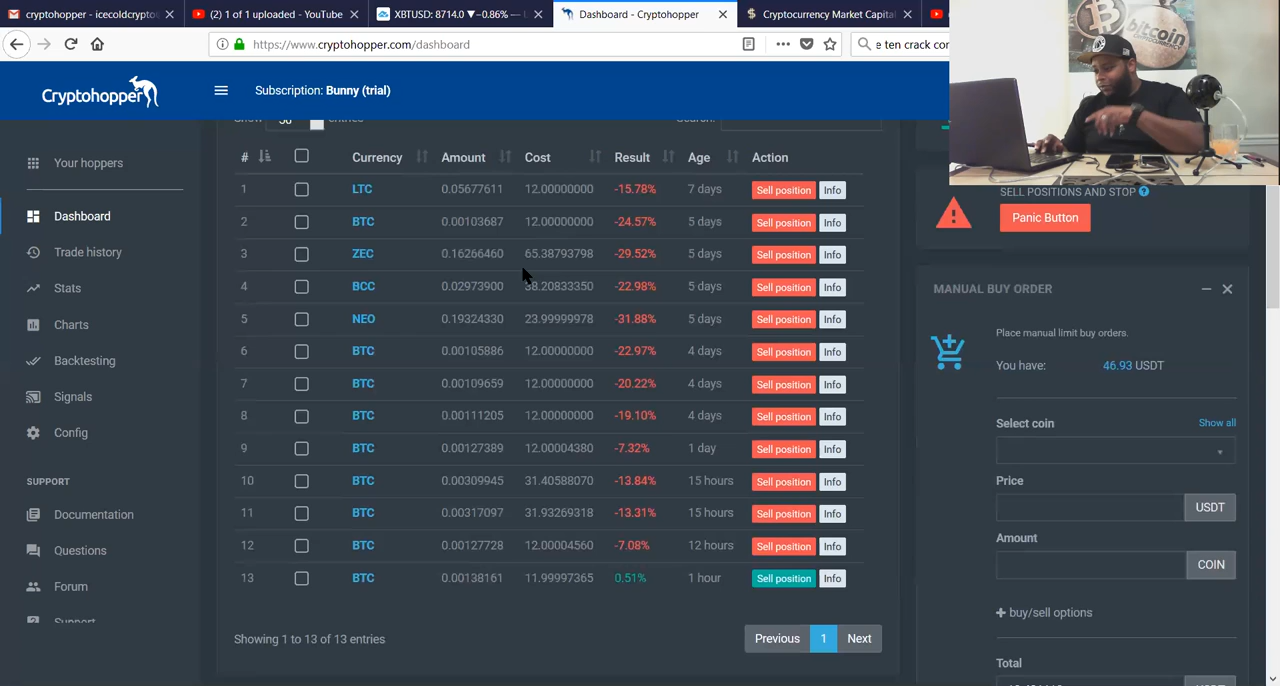 cryptohopper - icecoldcrypto
(2) 1 of 1 uploaded - YouTube
XBTUSD: 8714.0 ▼−0.86% —
Dashboard - Cryptohopper
Cryptocurrency Market Capital
https://www.cryptohopper.com/dashboard
e ten crack con
Cryptohopper
Subscription: Bunny (trial)
Your hoppers
Dashboard
Trade history
Stats
Charts
Backtesting
Signals
Config
SUPPORT
Documentation
Questions
Forum
Support
Show 50 entries
Search:
# Currency Amount Cost Result Age Action
1 LTC 0.05677611 12.00000000 -15.78% 7 days Sell position Info
2 BTC 0.00103687 12.00000000 -24.57% 5 days Sell position Info
3 ZEC 0.16266460 65.38793798 -29.52% 5 days Sell position Info
4 BCC 0.02973900 38.20833350 -22.98% 5 days Sell position Info
5 NEO 0.19324330 23.99999978 -31.88% 5 days Sell position Info
6 BTC 0.00105886 12.00000000 -22.97% 4 days Sell position Info
7 BTC 0.00109659 12.00000000 -20.22% 4 days Sell position Info
8 BTC 0.00111205 12.00000000 -19.10% 4 days Sell position Info
9 BTC 0.00127389 12.00004380 -7.32% 1 day Sell position Info
10 BTC 0.00309945 31.40588070 -13.84% 15 hours Sell position Info
11 BTC 0.00317097 31.93269318 -13.31% 15 hours Sell position Info
12 BTC 0.00127728 12.00004560 -7.08% 12 hours Sell position Info
13 BTC 0.00138161 11.99997365 0.51% 1 hour Sell position Info
Showing 1 to 13 of 13 entries
Previous 1 Next
bitcoin
SELL POSITIONS AND STOP
Panic Button
MANUAL BUY ORDER
Place manual limit buy orders.
You have: 46.93 USDT
Select coin Show all
Price
USDT
Amount
COIN
buy/sell options
Total